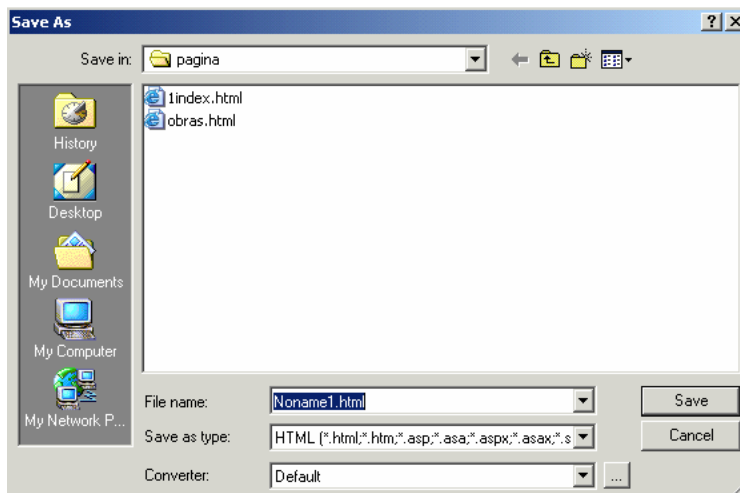 Save As
Save in:
pagina
1index.html
obras.html
History
Desktop
My Documents
My Computer
My Network P...
File name:
Noname1.html
Save
Save as type:
HTML (*.html;*.htm;*.asp;*.asa;*.aspx;*.asax;*.s
Cancel
Converter:
Default
...